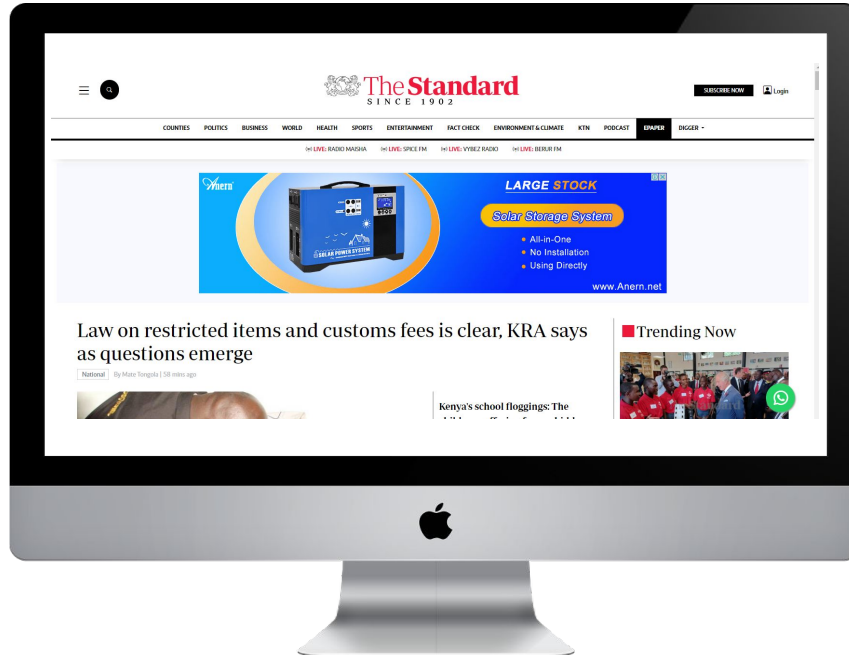 The Standard
SINCE 1902
SUBSCRIBE NOW
Login
COUNTIES POLITICS BUSINESS WORLD HEALTH SPORTS ENTERTAINMENT FACT CHECK ENVIRONMENT & CLIMATE KTN PODCAST EPAPER DIGGER
LIVE: RADIO MAISHA LIVE: SPICE FM LIVE: VYBEZ RADIO LIVE: BERUR FM
Anern
LARGE STOCK
Solar Storage System
All-in-One
No Installation
Using Directly
SOLAR POWER SYSTEM
www.Anern.net
Law on restricted items and customs fees is clear, KRA says
as questions emerge
National By Mate Tongola | 58 mins ago
Trending Now
Kenya's school floggings: The